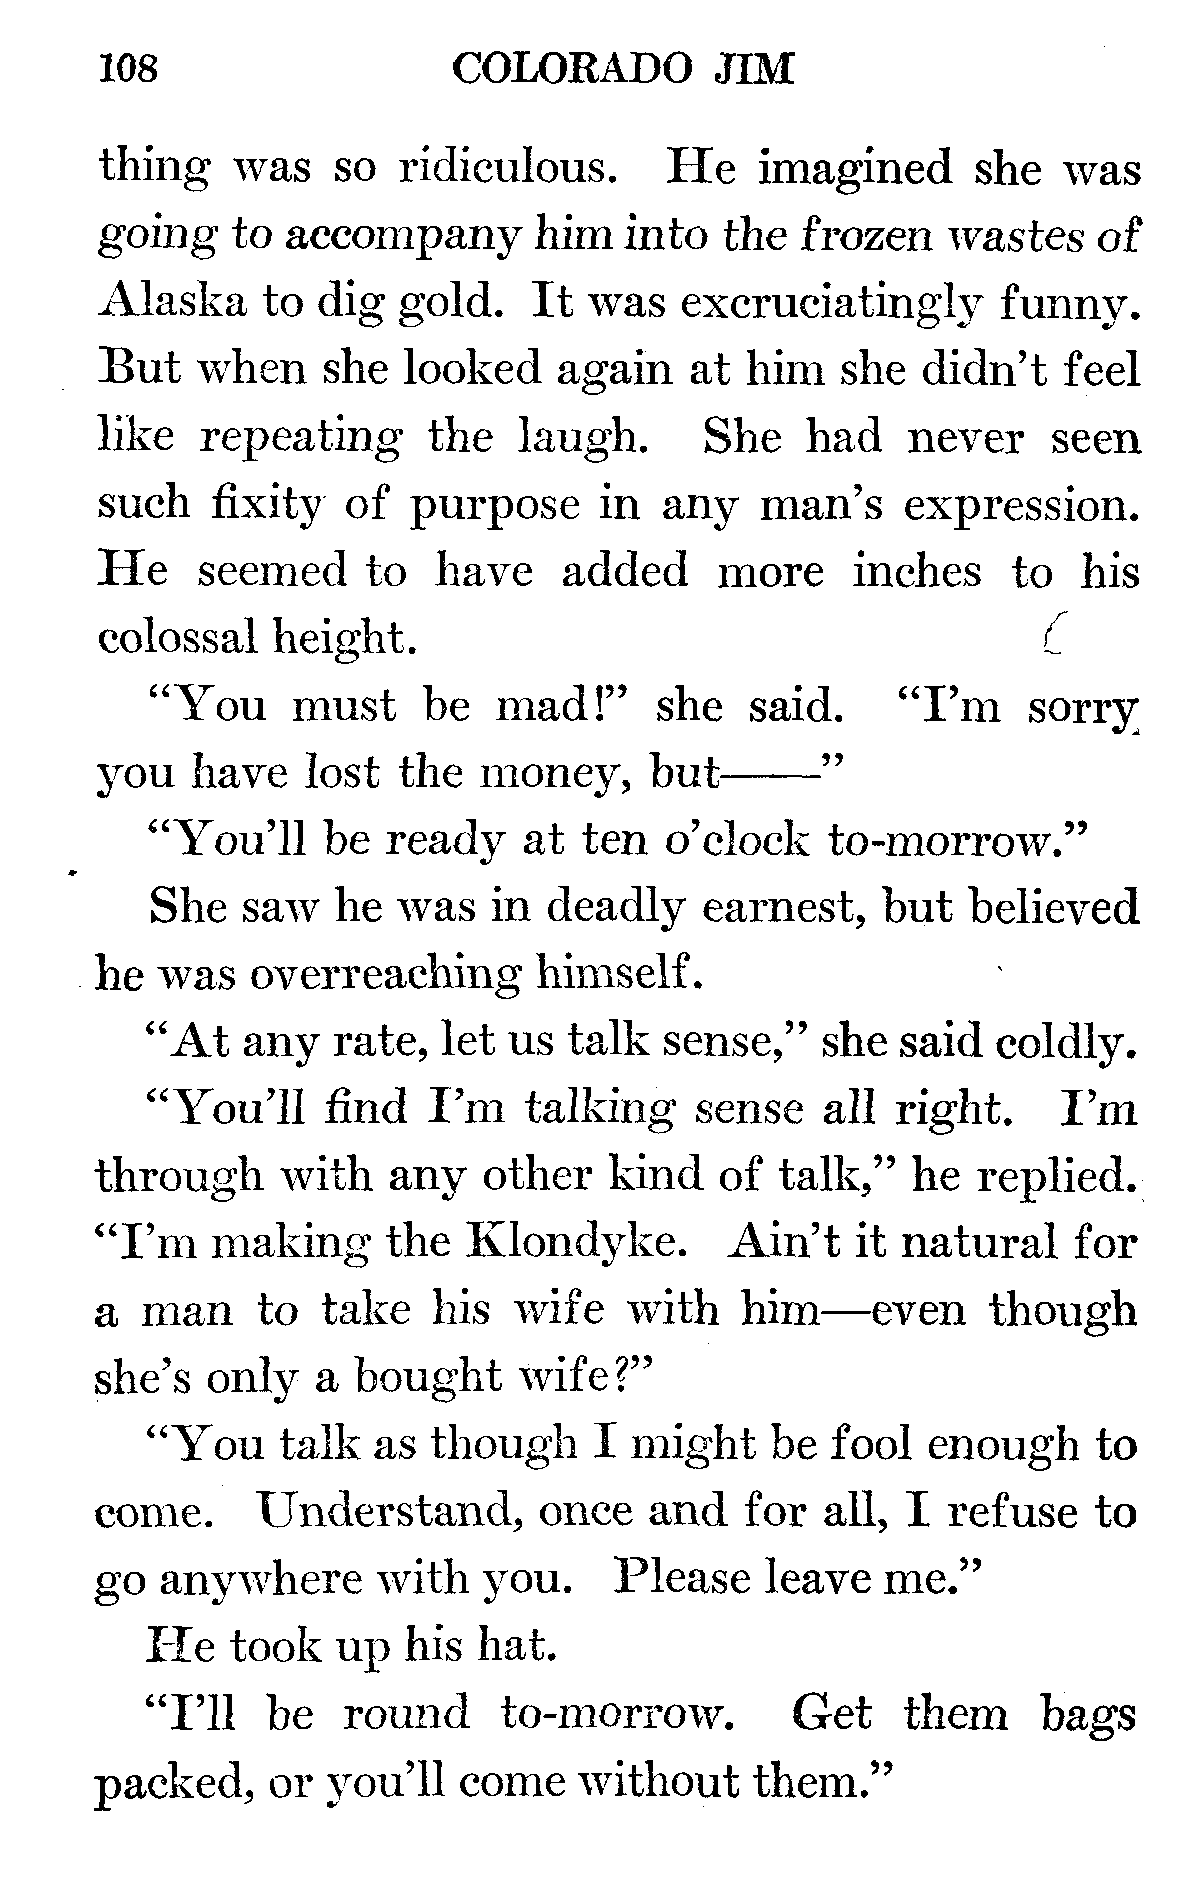 108 COLORADO JIM
thing was so ridiculous. He imagined she was
going to accompany him into the frozen wastes of
Alaska to dig gold. It was excruciatingly funny.
But when she looked again at him she didn't feel
like repeating the laugh. She had never seen
such fixity of purpose in any man's expression.
He seemed to have added more inches to his
colossal height.
"You must be mad!" she said. "I'm sorry
you have lost the money, but——"
"You'll be ready at ten o'clock to-morrow."
She saw he was in deadly earnest, but believed
he was overreaching himself.
"At any rate, let us talk sense," she said coldly.
"You'll find I'm talking sense all right. I'm
through with any other kind of talk," he replied.
"I'm making the Klondyke. Ain't it natural for
a man to take his wife with him—even though
she's only a bought wife?"
"You talk as though I might be fool enough to
come. Understand, once and for all, I refuse to
go anywhere with you. Please leave me."
He took up his hat.
"I'll be round to-morrow. Get them bags
packed, or you'll come without them."